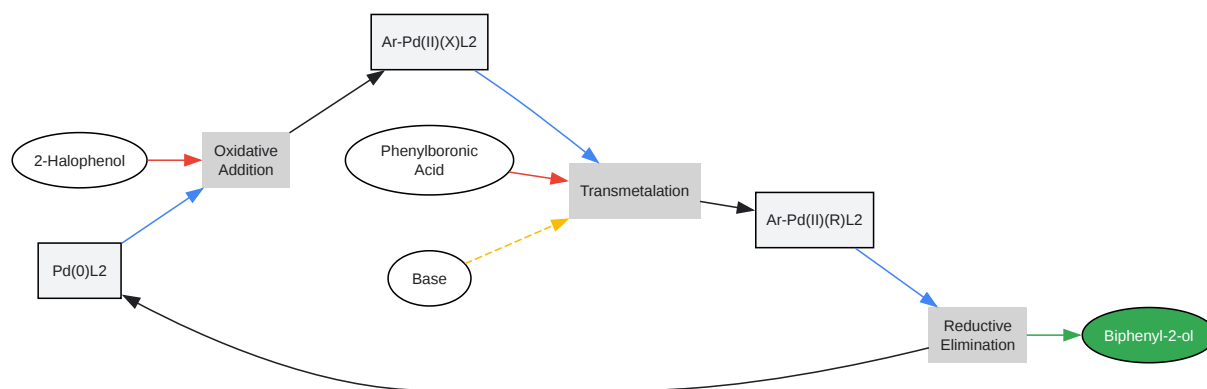 Ar-Pd(II)(X)L2
2-Halophenol
Oxidative
Addition
Phenylboronic
Acid
Transmetalation
Ar-Pd(II)(R)L2
Pd(0)L2
Base
Reductive
Elimination
Biphenyl-2-ol